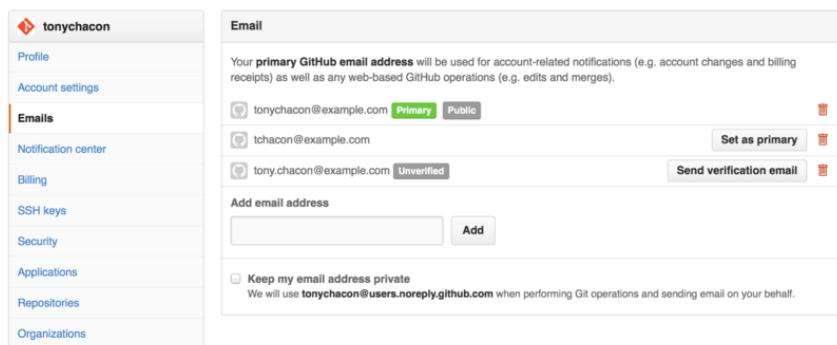 tonychacon
Profile
Account settings
Emails
Notification center
Billing
SSH keys
Security
Applications
Repositories
Organizations
Email
Your primary GitHub email address will be used for account-related notifications (e.g. account changes and billing
receipts) as well as any web-based GitHub operations (e.g. edits and merges).
tonychacon@example.com Primary Public
tchacon@example.com Set as primary
tony.chacon@example.com Unverified Send verification email
Add email address
Add
Keep my email address private
We will use tonychacon@users.noreply.github.com when performing Git operations and sending email on your behalf.